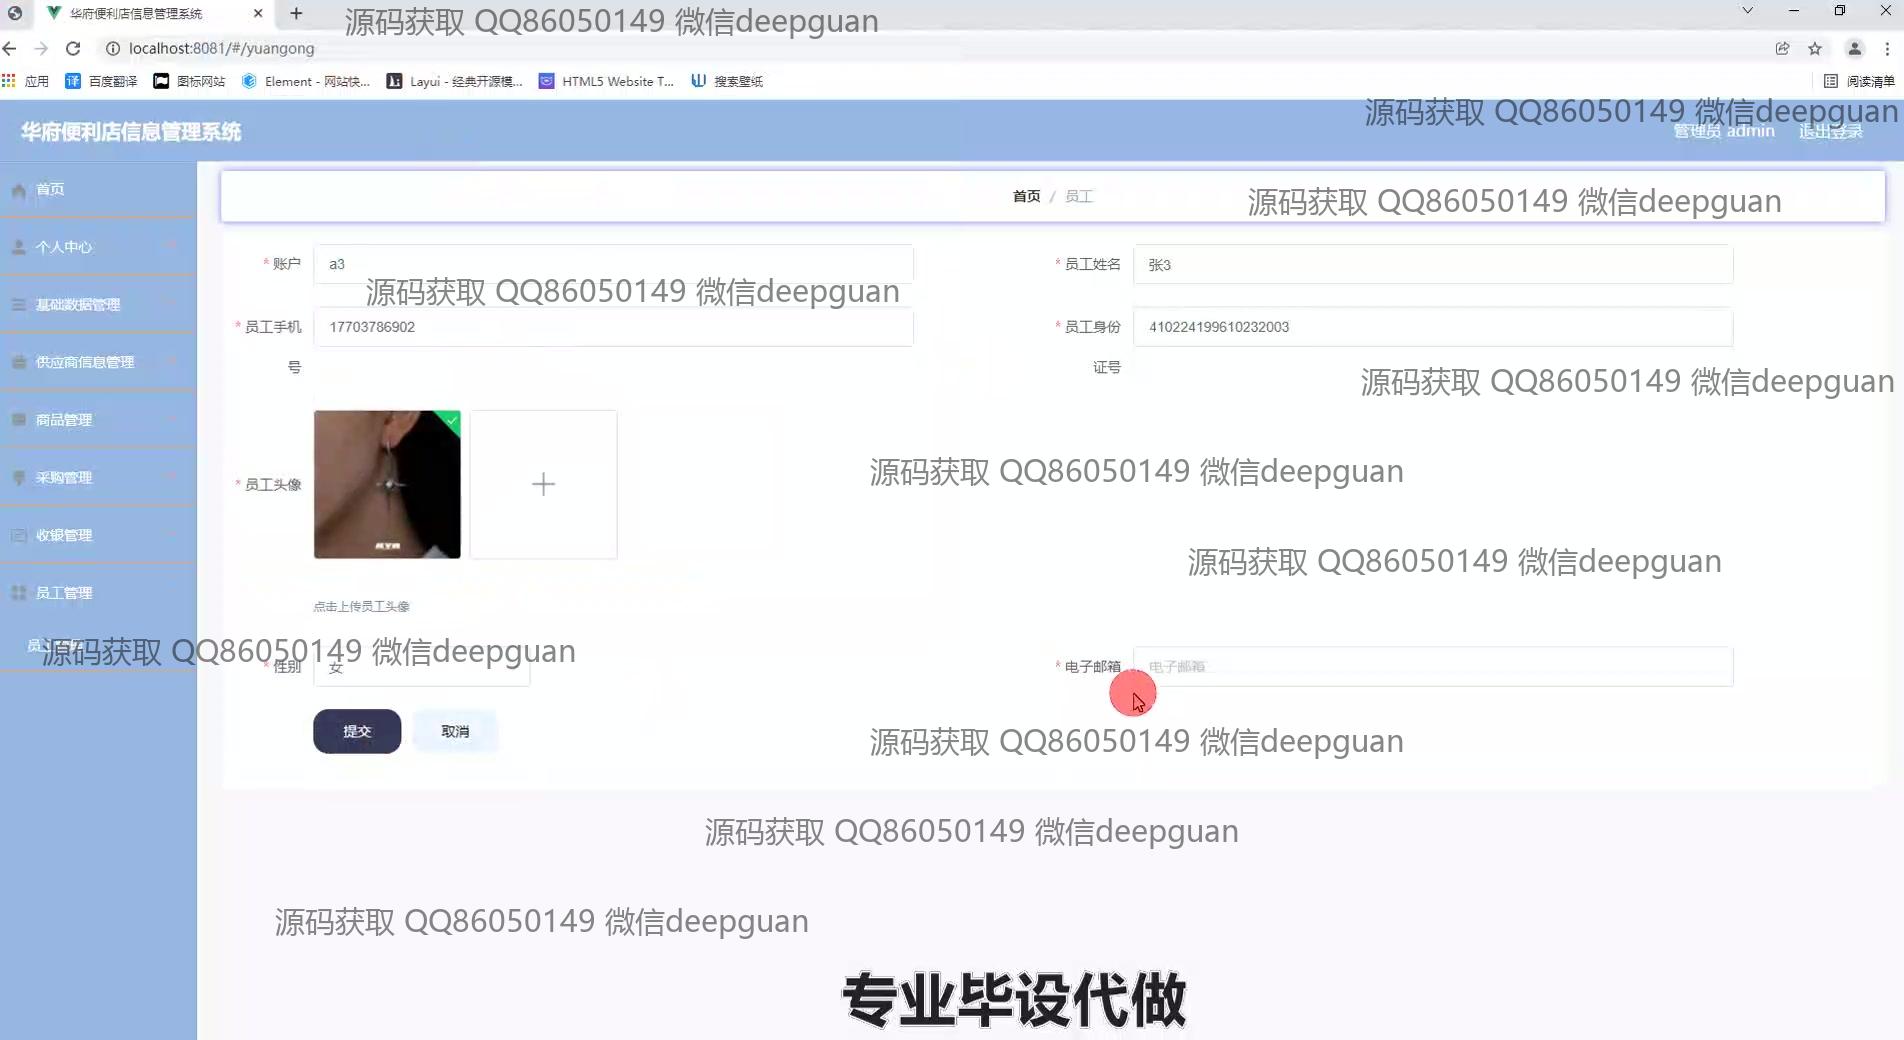 华府便利店信息管理系统
源码获取 QQ86050149 微信deepguan
localhost:8081/#/yuangong
应用 百度翻译 图标网站 Element - 网站快... Layui - 经典开源模... HTML5 Website T... 搜索壁纸 阅读清单
源码获取 QQ86050149 微信deepguan
华府便利店信息管理系统 管理员 admin 退出登录
首页
首页 / 员工
源码获取 QQ86050149 微信deepguan
个人中心
* 账户 a3
* 员工姓名 张3
源码获取 QQ86050149 微信deepguan
基础数据管理
* 员工手机号 17703786902
* 员工身份证号 410224199610232003
供应商信息管理
源码获取 QQ86050149 微信deepguan
商品管理
采购管理
* 员工头像
源码获取 QQ86050149 微信deepguan
收银管理
源码获取 QQ86050149 微信deepguan
员工管理
点击上传员工头像
源码获取 QQ86050149 微信deepguan
* 性别 女
* 电子邮箱 电子邮箱
提交 取消
源码获取 QQ86050149 微信deepguan
源码获取 QQ86050149 微信deepguan
源码获取 QQ86050149 微信deepguan
专业毕设代做